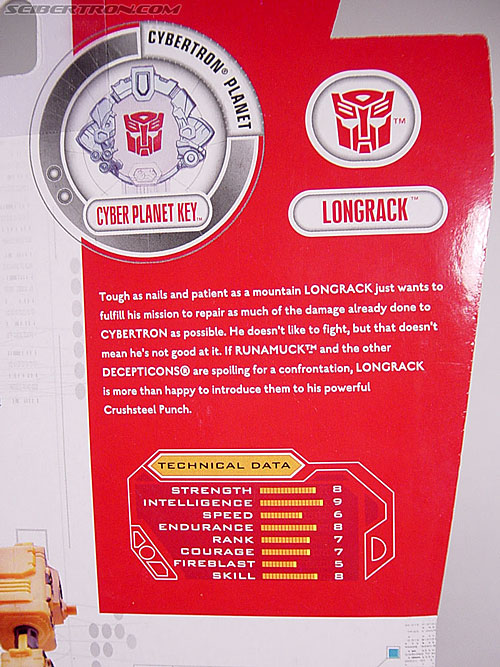 SEIBERTRON.COM
CYBERTRON® PLANET
CYBER PLANET KEY™
TM
LONGRACK™
Tough as nails and patient as a mountain LONGRACK just wants to
fulfill his mission to repair as much of the damage already done to
CYBERTRON as possible. He doesn't like to fight, but that doesn't
mean he's not good at it. If RUNAMUCK™ and the other
DECEPTICONS® are spoiling for a confrontation, LONGRACK
is more than happy to introduce them to his powerful
Crushsteel Punch.
TECHNICAL DATA
STRENGTH 8
INTELLIGENCE 9
SPEED 6
ENDURANCE 8
RANK 7
COURAGE 7
FIREBLAST 5
SKILL 8